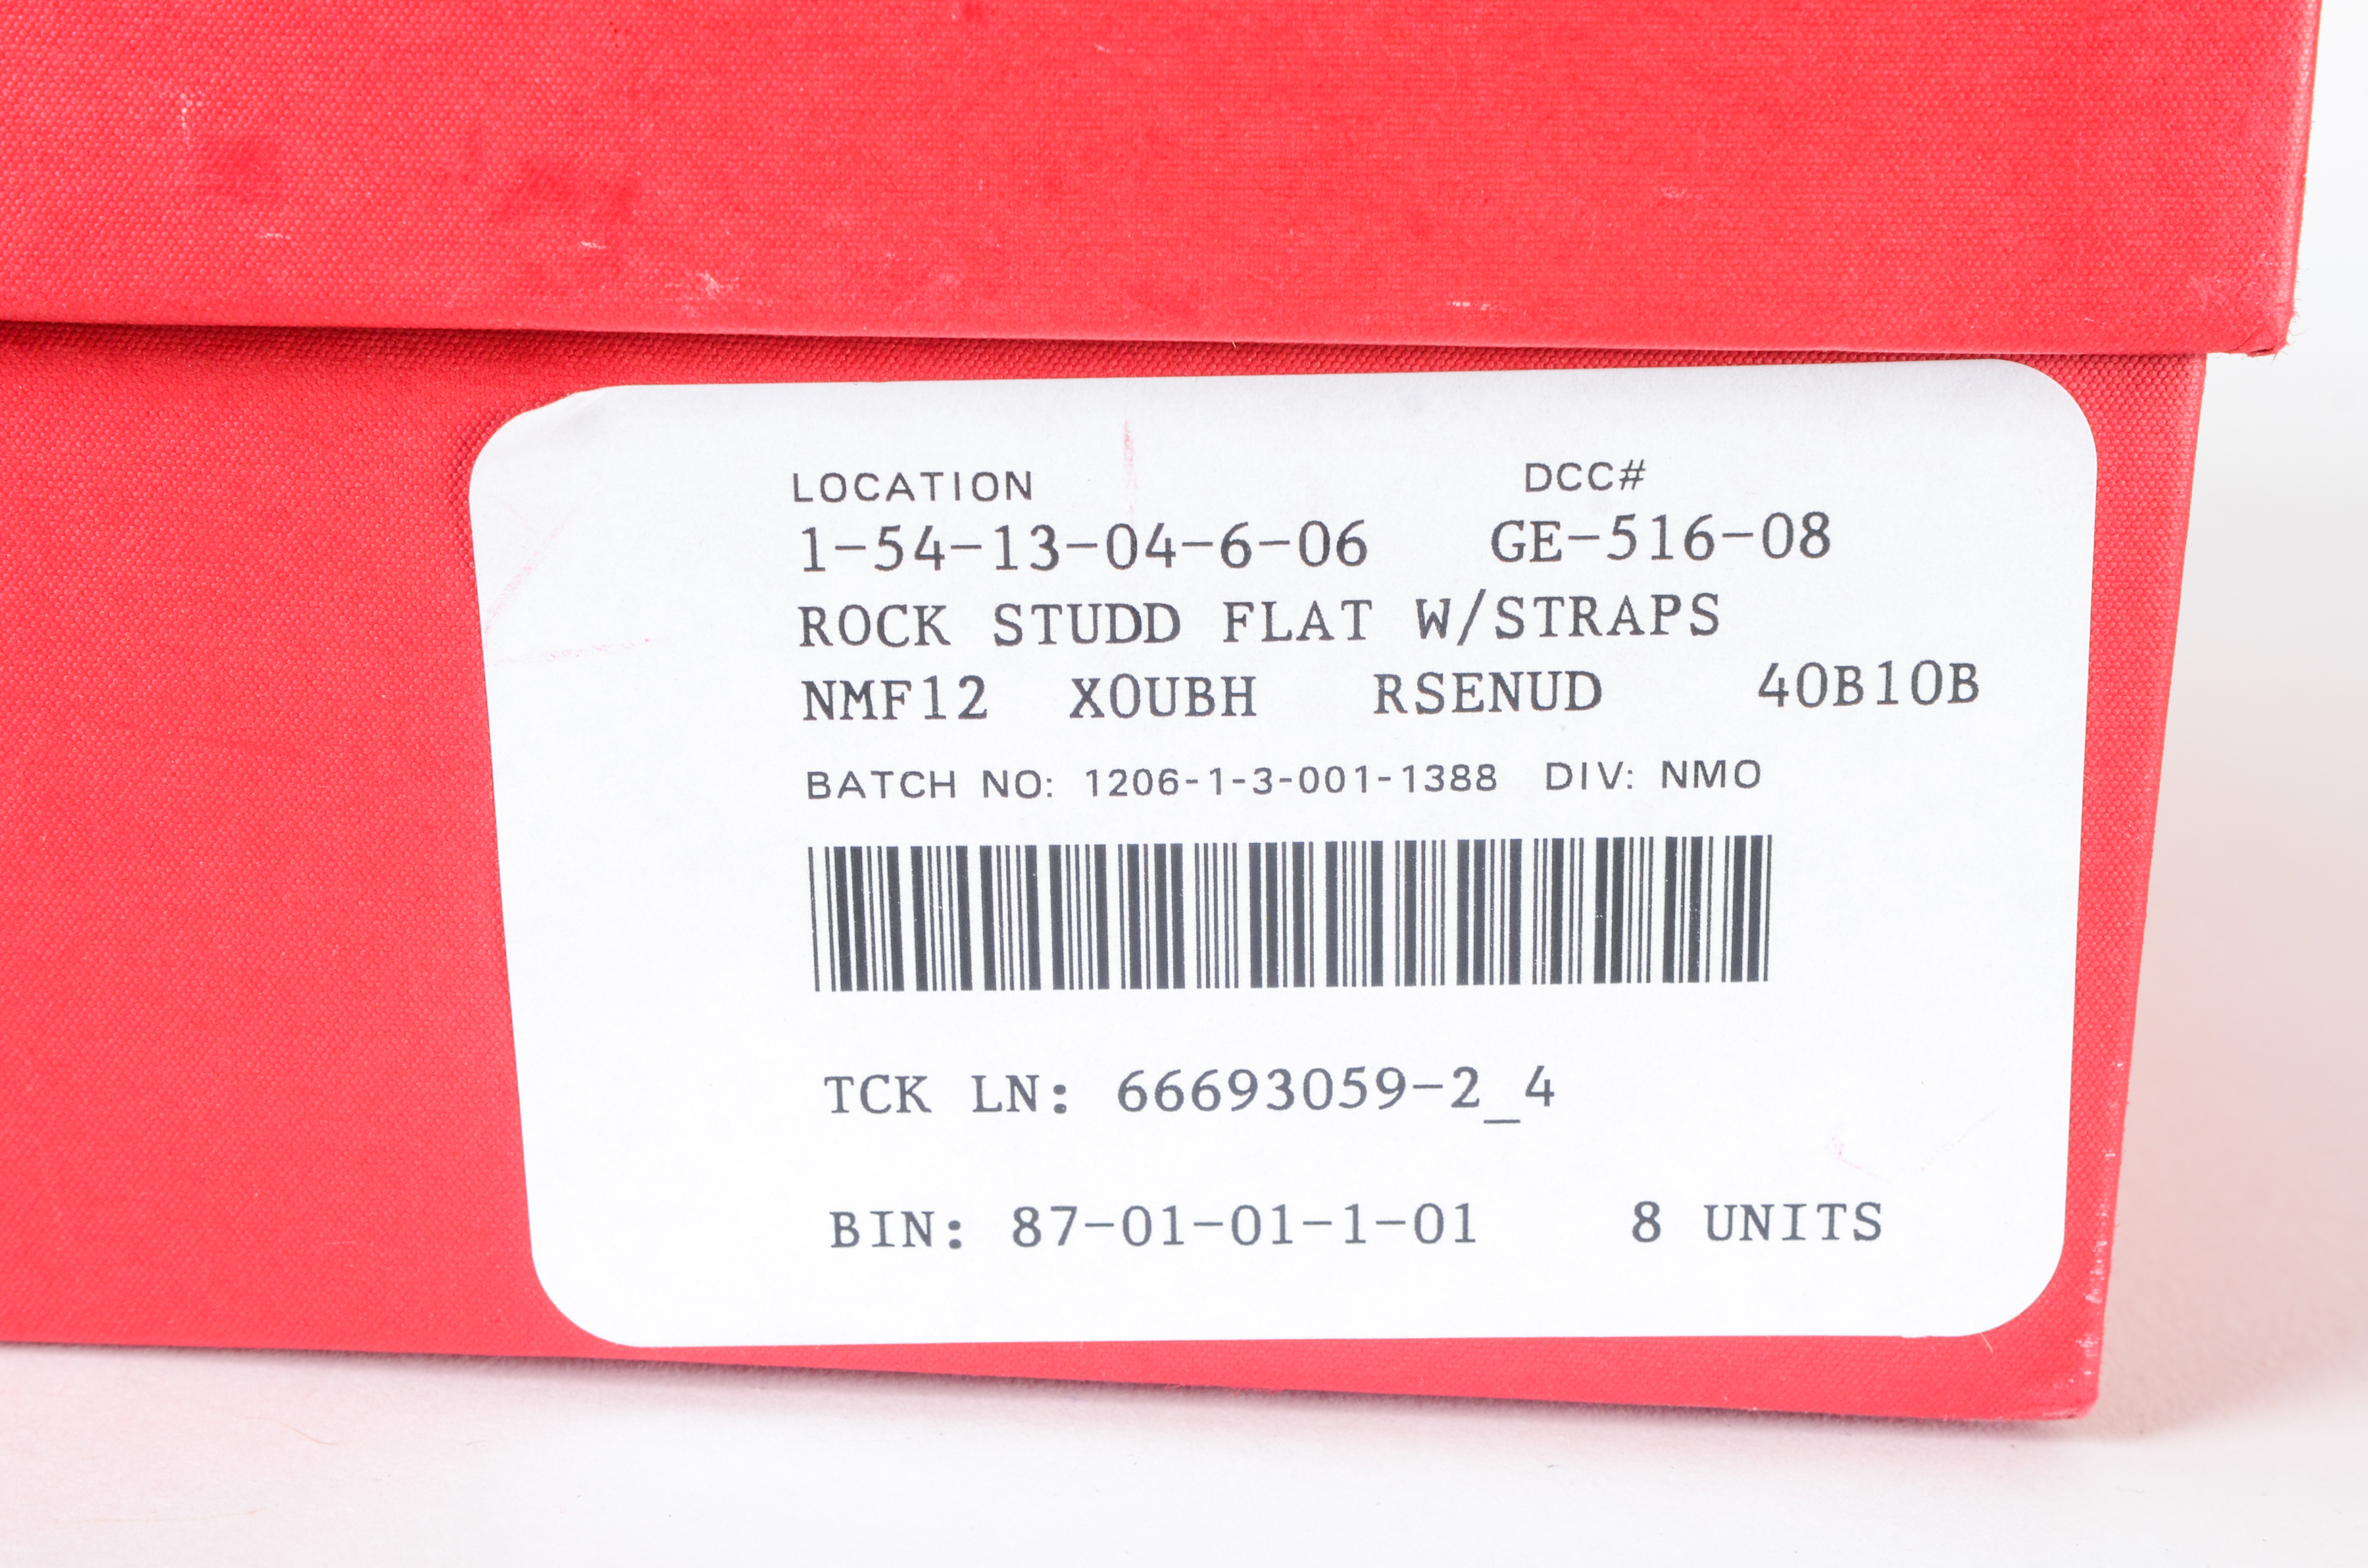 LOCATION DCC#
1-54-13-04-6-06 GE-516-08
ROCK STUDD FLAT W/STRAPS
NMF12 X0UBH RSENUD 40B10B
BATCH NO: 1206-1-3-001-1388 DIV: NMO
TCK LN: 66693059-2_4
BIN: 87-01-01-1-01 8 UNITS